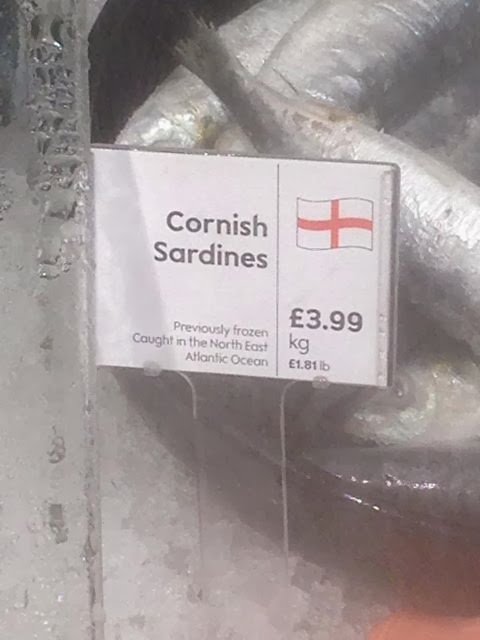 Cornish
Sardines
Previously frozen
Caught in the North East
Atlantic Ocean
£3.99
kg
£1.81 lb